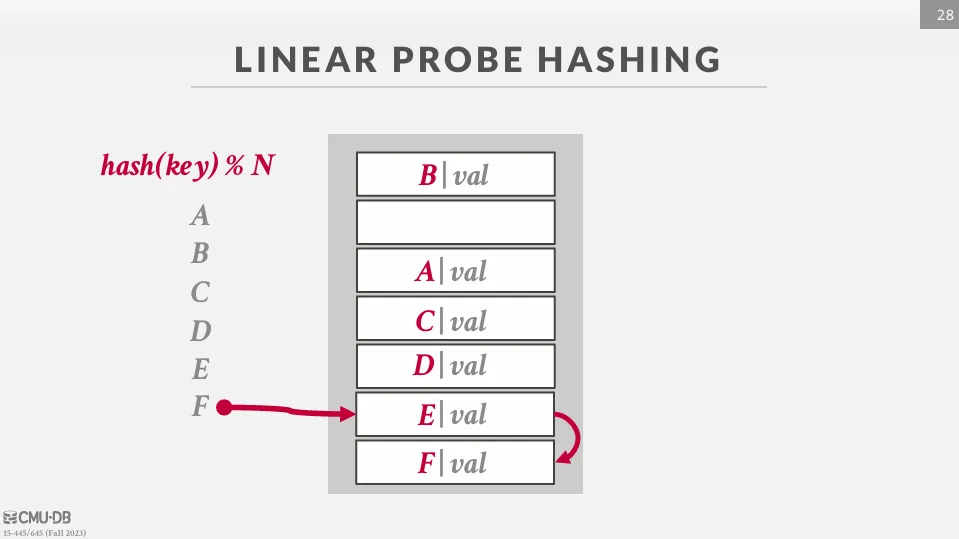 28
LINEAR PROBE HASHING
hash(key) % N
A
B
C
D
E
F
B|val
A|val
C|val
D|val
E|val
F|val
CMU·DB
15-445/645 (Fall 2023)